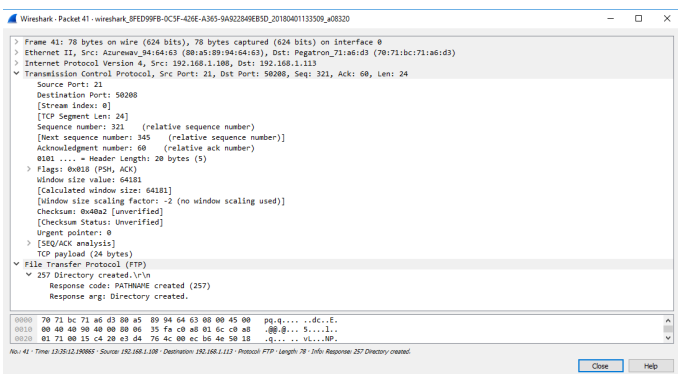 Wireshark · Packet 41 · wireshark_8FED99FB-0C5F-426E-A365-9A922849EB5D_20180401133509_a08320
> Frame 41: 78 bytes on wire (624 bits), 78 bytes captured (624 bits) on interface 0
> Ethernet II, Src: Azurewav_94:64:63 (80:a5:89:94:64:63), Dst: Pegatron_71:a6:d3 (70:71:bc:71:a6:d3)
> Internet Protocol Version 4, Src: 192.168.1.108, Dst: 192.168.1.113
Transmission Control Protocol, Src Port: 21, Dst Port: 50208, Seq: 321, Ack: 60, Len: 24
Source Port: 21
Destination Port: 50208
[Stream index: 0]
[TCP Segment Len: 24]
Sequence number: 321 (relative sequence number)
[Next sequence number: 345 (relative sequence number)]
Acknowledgment number: 60 (relative ack number)
0101 .... = Header Length: 20 bytes (5)
> Flags: 0x018 (PSH, ACK)
Window size value: 64181
[Calculated window size: 64181]
[Window size scaling factor: -2 (no window scaling used)]
Checksum: 0x40a2 [unverified]
[Checksum Status: Unverified]
Urgent pointer: 0
> [SEQ/ACK analysis]
TCP payload (24 bytes)
File Transfer Protocol (FTP)
257 Directory created.\r\n
Response code: PATHNAME created (257)
Response arg: Directory created.
0000 70 71 bc 71 a6 d3 80 a5 89 94 64 63 08 00 45 00 pq.q.... ..dc..E.
0010 00 40 40 90 40 00 80 06 35 fa c0 a8 01 6c c0 a8 .@@.@... 5....l..
0020 01 71 00 15 c4 20 e3 d4 76 4c 00 ec b6 4e 50 18 .q... .. vL...NP.
No.: 41 · Time: 13:35:12.190865 · Source: 192.168.1.108 · Destination: 192.168.1.113 · Protocol: FTP · Length: 78 · Info: Response: 257 Directory created.
Close Help